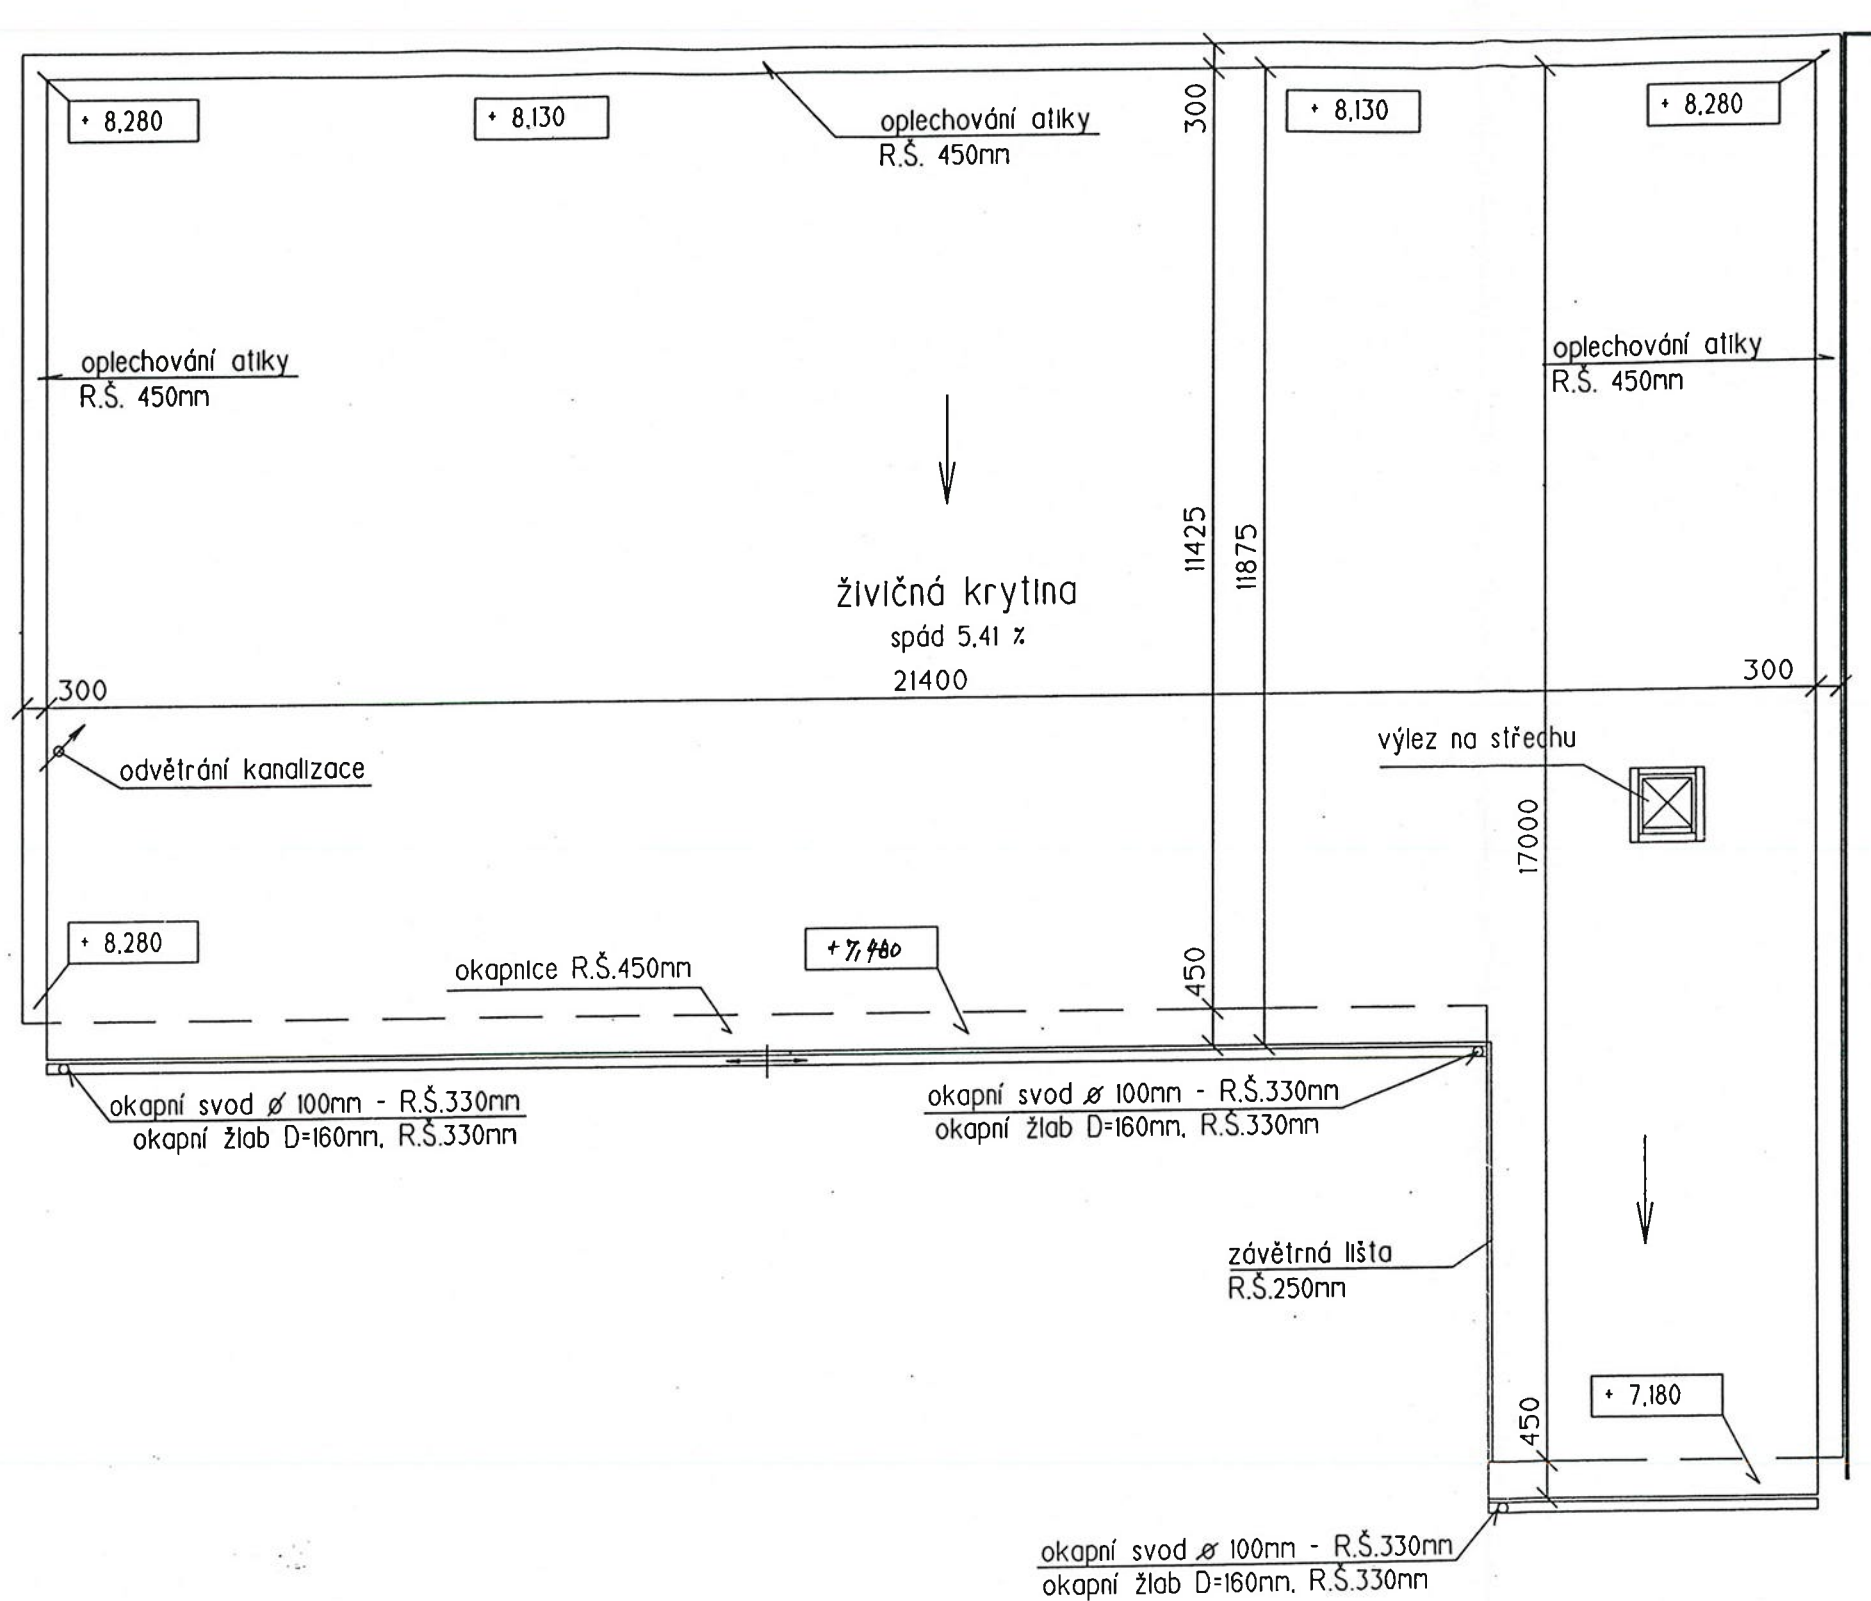 + 8,280
+ 8,130
oplechování atiky
R.Š. 450mm
300
+ 8,130
+ 8,280
oplechování atiky
R.Š. 450mm
oplechování atiky
R.Š. 450mm
11425
11875
živičná krytina
spád 5,41 %
21400
300
300
odvětrání kanalizace
výlez na střechu
17000
+ 8,280
okapnice R.Š.450mm
450
okapní svod ø 100mm - R.Š.330mm
okapní žlab D=160mm, R.Š.330mm
okapní svod ø 100mm - R.Š.330mm
okapní žlab D=160mm, R.Š.330mm
závětrná lišta
R.Š.250mm
+ 7,180
450
okapní svod ø 100mm - R.Š.330mm
okapní žlab D=160mm, R.Š.330mm